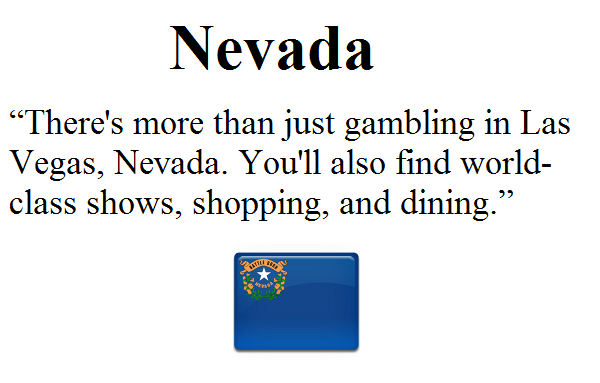 Nevada
“There's more than just gambling in Las
Vegas, Nevada. You'll also find world-
class shows, shopping, and dining.”
BATTLE BORN
NEVADA